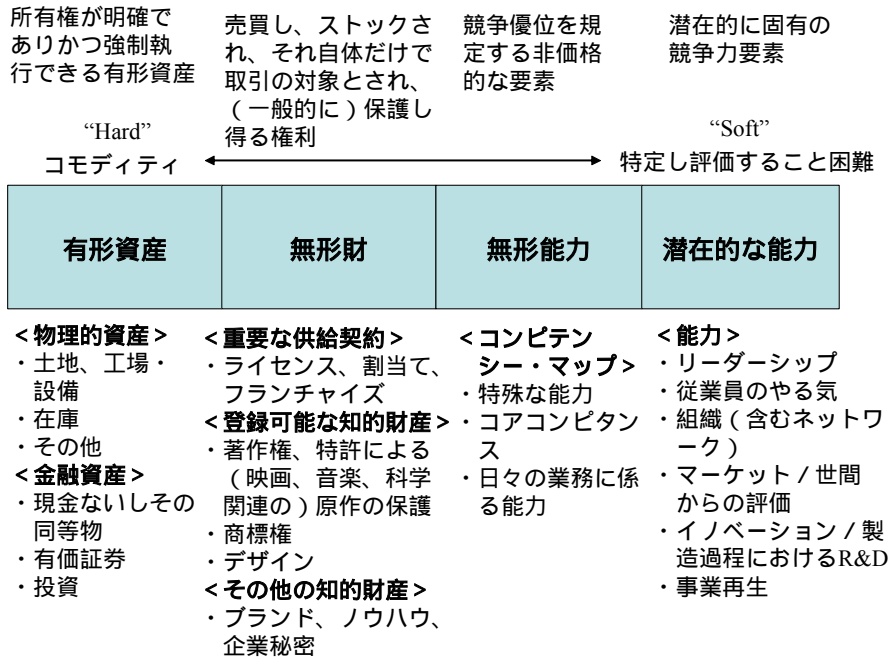 所有権が明確で
ありかつ強制執
行できる有形資産
売買し、ストックさ
れ、それ自体だけで
取引の対象とされ、
（一般的に）保護し
得る権利
競争優位を規
定する非価格
的な要素
潜在的に固有の
競争力要素
“Hard”
コモディティ
“Soft”
特定し評価すること困難
有形資産
無形財
無形能力
潜在的な能力
＜物理的資産＞
・土地、工場・
設備
・在庫
・その他
＜金融資産＞
・現金ないしその
同等物
・有価証券
・投資
＜重要な供給契約＞
・ライセンス、割当て、
フランチャイズ
＜登録可能な知的財産＞
・著作権、特許による
（映画、音楽、科学
関連の）原作の保護
・商標権
・デザイン
＜その他の知的財産＞
・ブランド、ノウハウ、
企業秘密
＜コンピテン
シー・マップ＞
・特殊な能力
・コアコンピタン
ス
・日々の業務に係
る能力
＜能力＞
・リーダーシップ
・従業員のやる気
・組織（含むネットワ
ーク）
・マーケット／世間
からの評価
・イノベーション／製
造過程におけるR&D
・事業再生